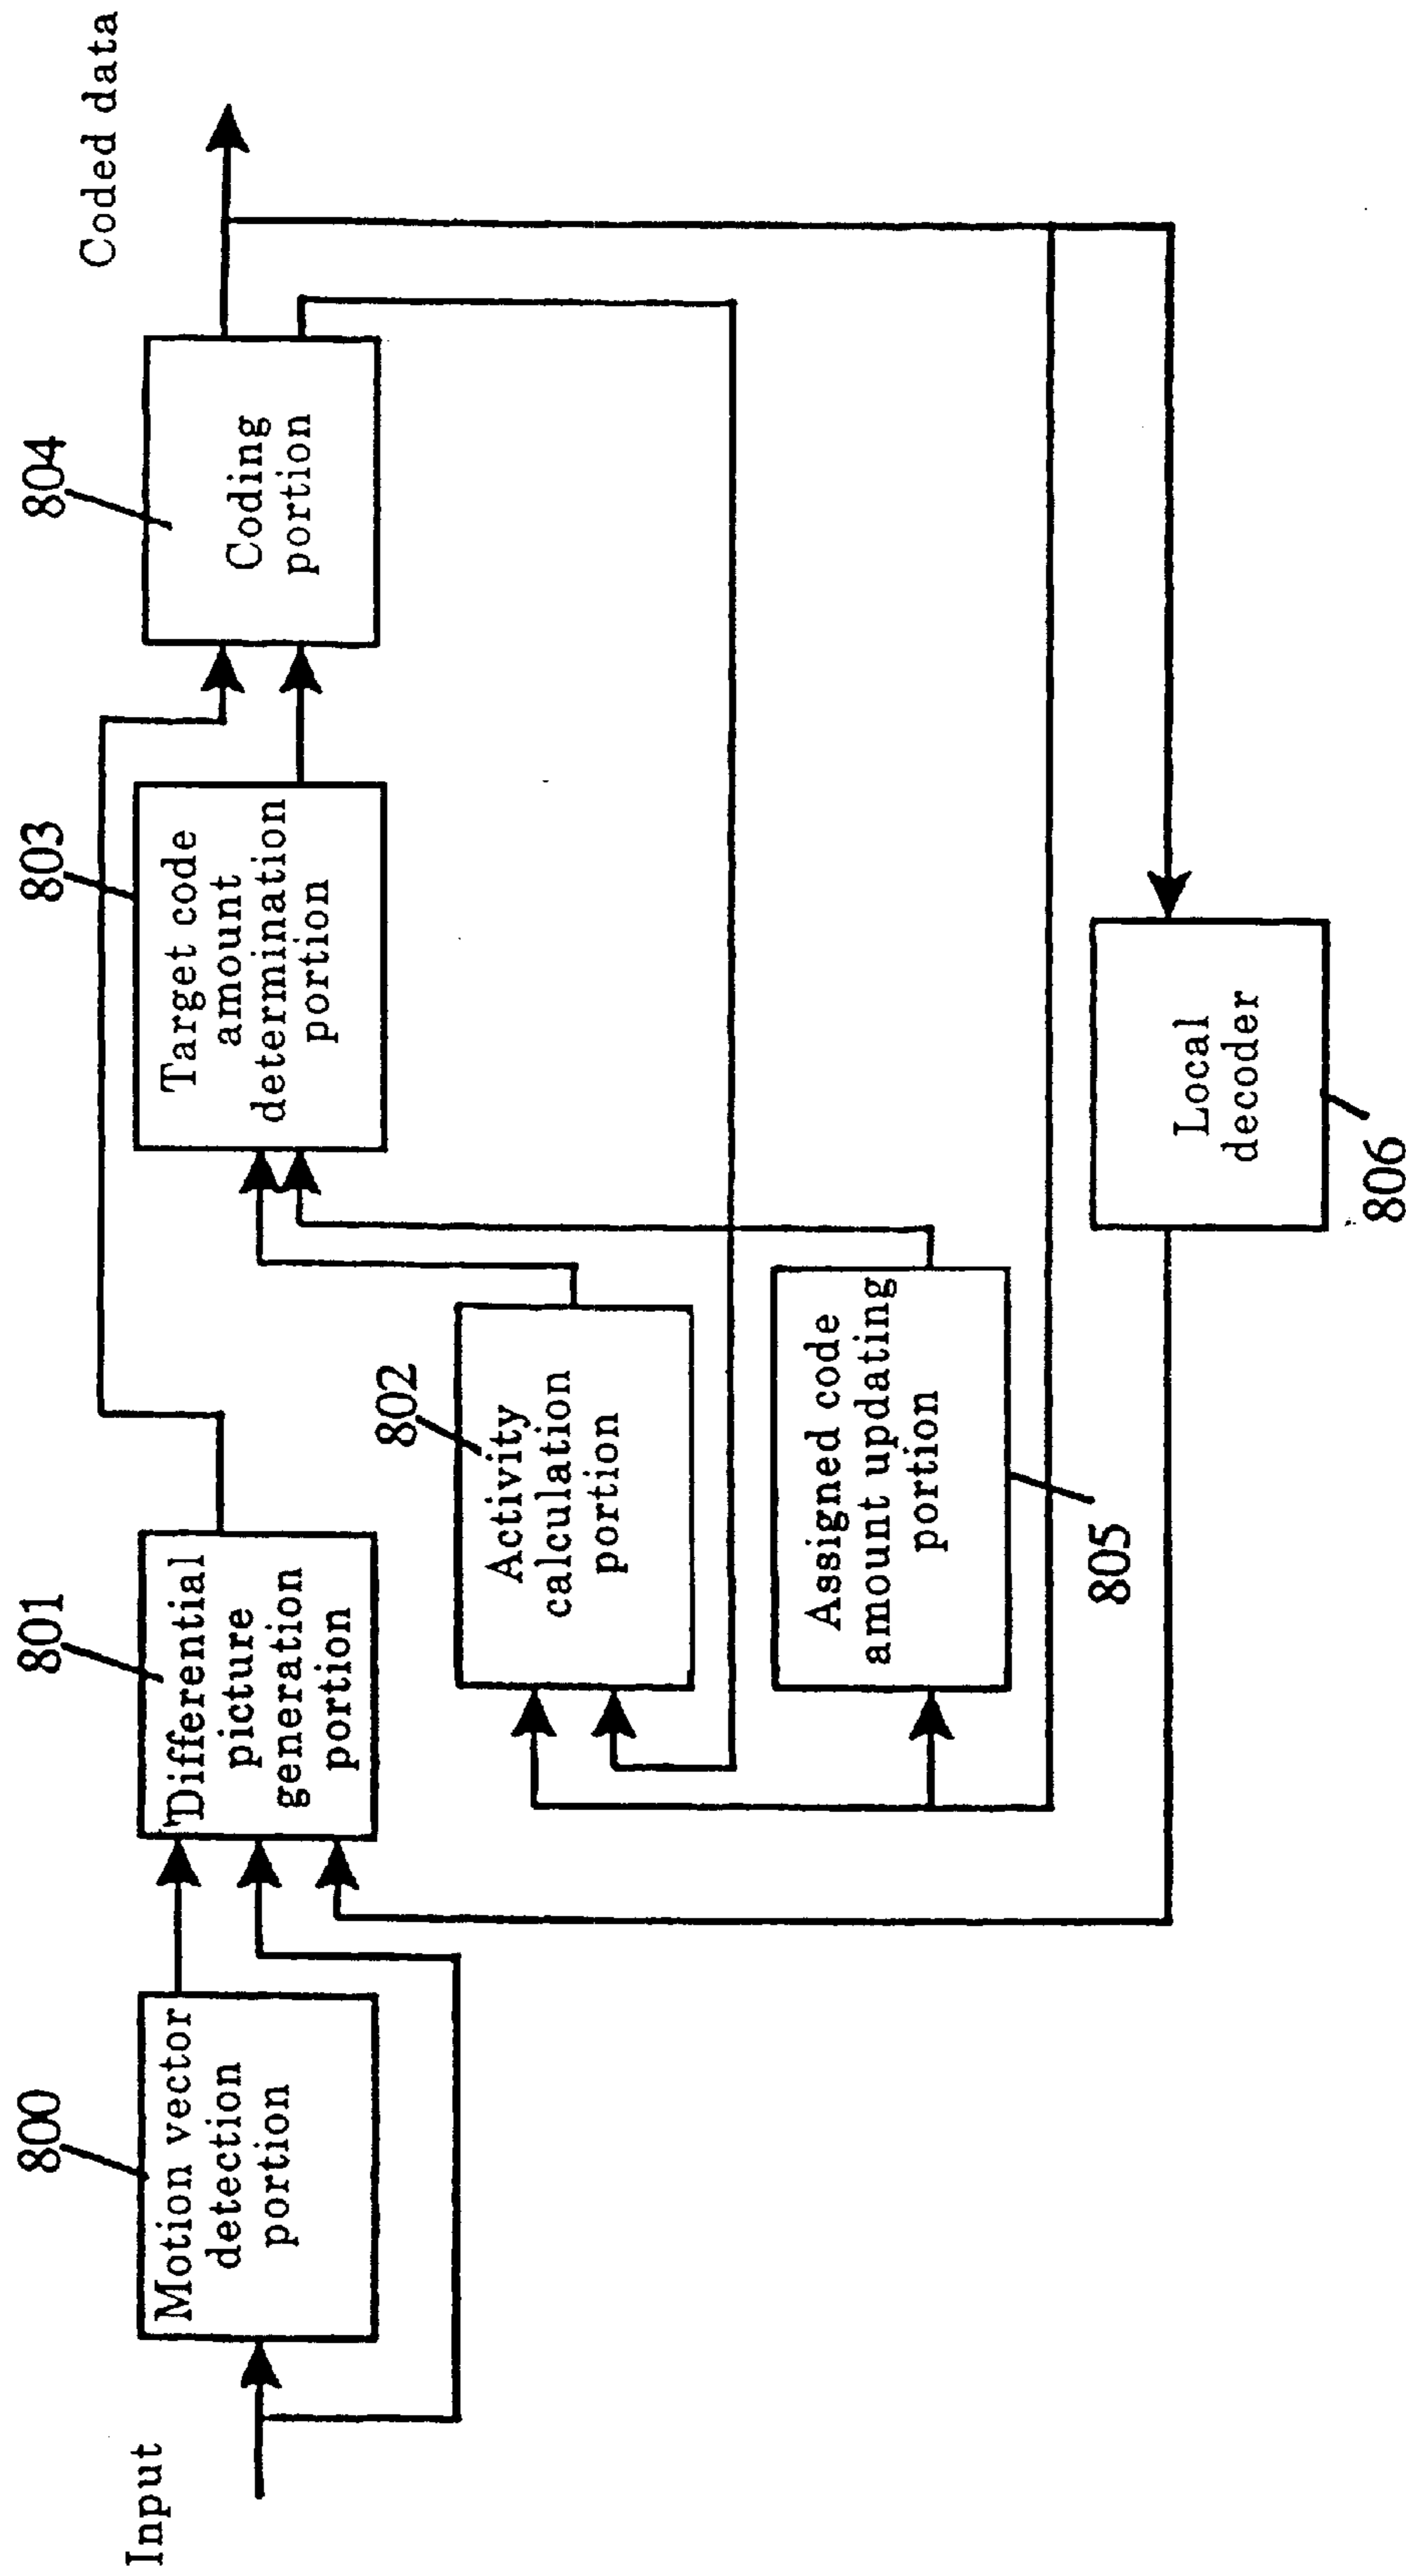 Input
800
Motion vector
detection
portion
801
Differential
picture
generation
portion
802
Activity
calculation
portion
803
Target code
amount
determination
portion
804
Coding
portion
Coded data
805
Assigned code
amount updating
portion
806
Local
decoder